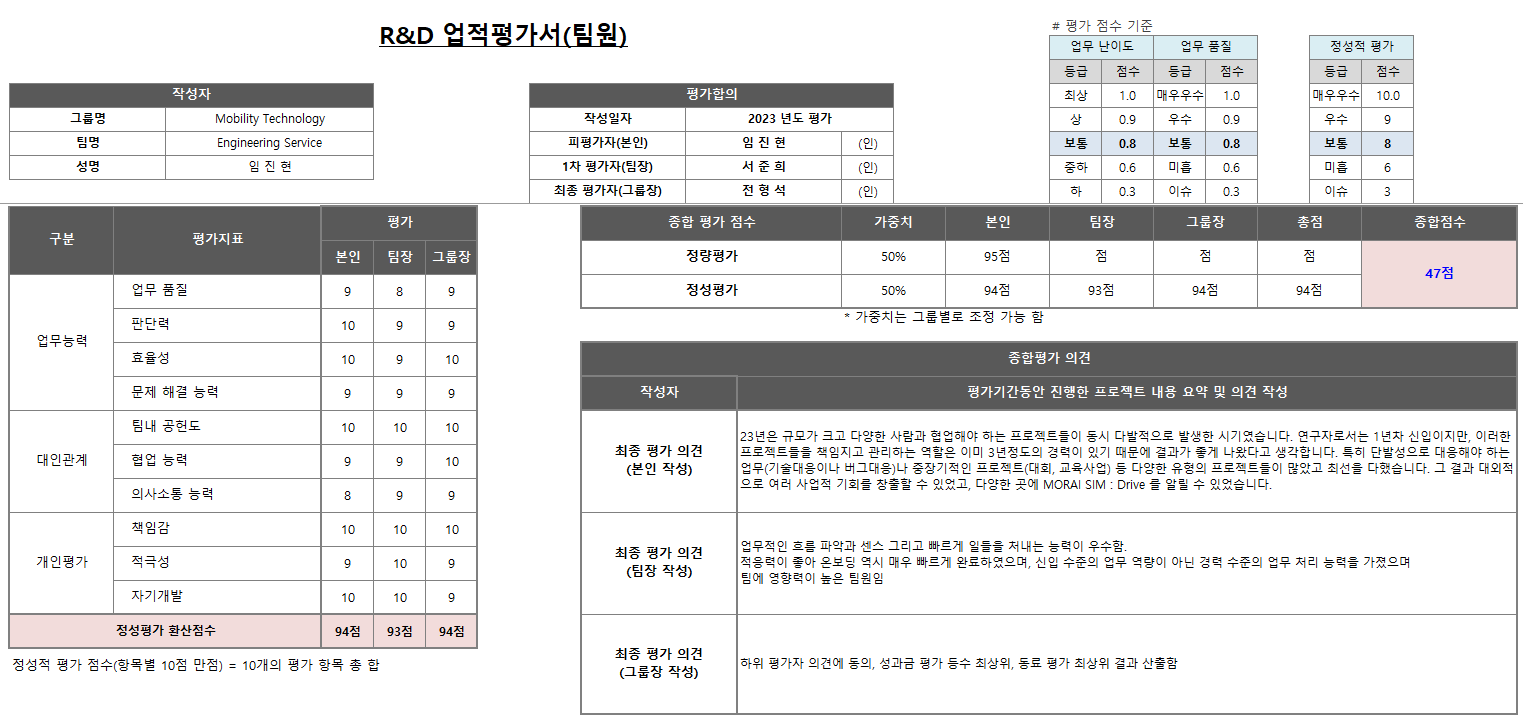 R&D 업적평가서(팀원)
# 평가 점수 기준
업무 난이도 업무 품질 정성적 평가
등급 점수 등급 점수 등급 점수
최상 1.0 매우우수 1.0 매우우수 10.0
상 0.9 우수 0.9 우수 9
보통 0.8 보통 0.8 보통 8
중하 0.6 미흡 0.6 미흡 6
하 0.3 이슈 0.3 이슈 3
작성자
그룹명 Mobility Technology
팀명 Engineering Service
성명 임 진 현
평가합의
작성일자 2023 년도 평가
피평가자(본인) 임 진 현 (인)
1차 평가자(팀장) 서 준 희 (인)
최종 평가자(그룹장) 전 형 석 (인)
구분 평가지표 평가
본인 팀장 그룹장
업무능력
업무 품질 9 8 9
판단력 10 9 9
효율성 10 9 10
문제 해결 능력 9 9 9
대인관계
팀내 공헌도 10 10 10
협업 능력 9 9 10
의사소통 능력 8 9 9
개인평가
책임감 10 10 10
적극성 9 10 9
자기개발 10 10 9
정성평가 환산점수 94점 93점 94점
정성적 평가 점수(항목별 10점 만점) = 10개의 평가 항목 총 합
종합 평가 점수 가중치 본인 팀장 그룹장 총점 종합점수
정량평가 50% 95점 점 점 점
정성평가 50% 94점 93점 94점 94점
47점
* 가중치는 그룹별로 조정 가능 함
종합평가 의견
작성자 평가기간동안 진행한 프로젝트 내용 요약 및 의견 작성
최종 평가 의견
(본인 작성)
23년은 규모가 크고 다양한 사람과 협업해야 하는 프로젝트들이 동시 다발적으로 발생한 시기였습니다. 연구자로서는 1년차 신입이지만, 이러한
프로젝트들을 책임지고 관리하는 역할은 이미 3년정도의 경력이 있기 때문에 결과가 좋게 나왔다고 생각합니다. 특히 단발성으로 대응해야 하는
업무(기술대응이나 버그대응)나 중장기적인 프로젝트(대회, 교육사업) 등 다양한 유형의 프로젝트들이 많았고 최선을 다했습니다. 그 결과 대외적
으로 여러 사업적 기회를 창출할 수 있었고, 다양한 곳에 MORAI SIM : Drive 를 알릴 수 있었습니다.
최종 평가 의견
(팀장 작성)
업무적인 흐름 파악과 센스 그리고 빠르게 일들을 처내는 능력이 우수함.
적응력이 좋아 온보딩 역시 매우 빠르게 완료하였으며, 신입 수준의 업무 역량이 아닌 경력 수준의 업무 처리 능력을 가졌으며
팀에 영향력이 높은 팀원임
최종 평가 의견
(그룹장 작성)
하위 평가자 의견에 동의, 성과금 평가 등수 최상위, 동료 평가 최상위 결과 산출함